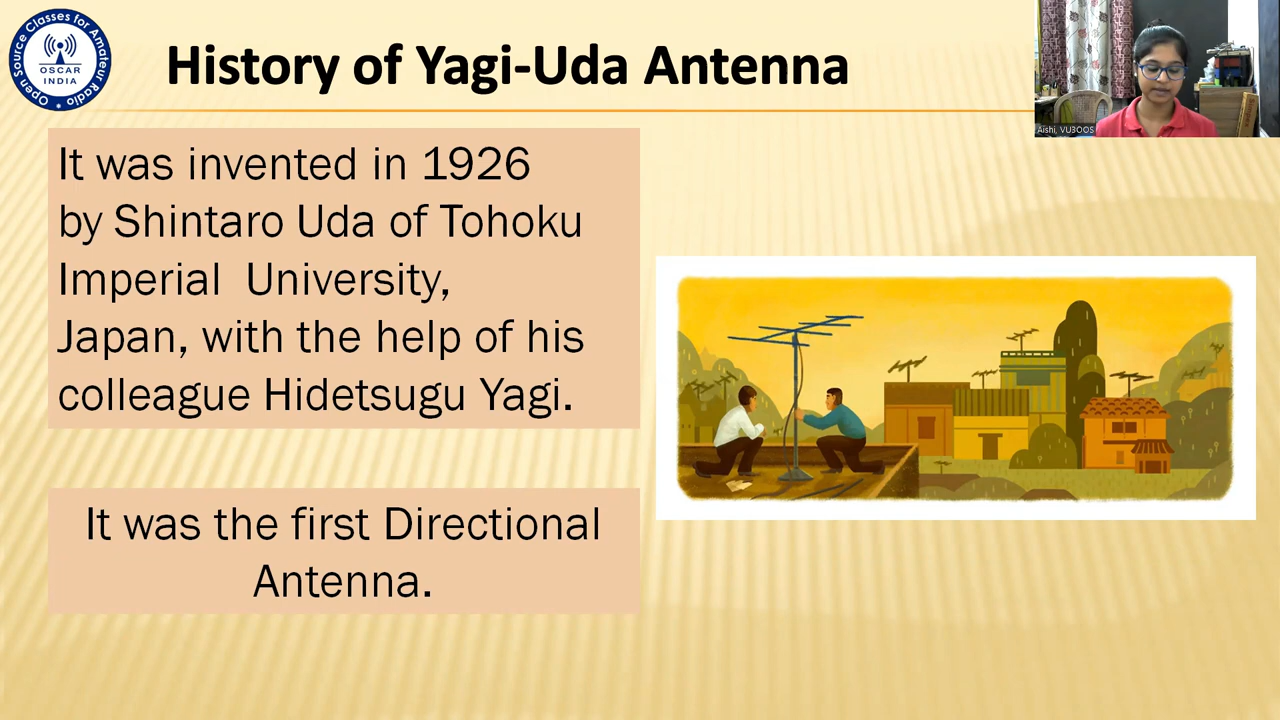 Open Source Classes for Amateur Radio *
OSCAR
INDIA
History of Yagi-Uda Antenna
Aishi, VU3OOS
It was invented in 1926
by Shintaro Uda of Tohoku
Imperial University,
Japan, with the help of his
colleague Hidetsugu Yagi.
It was the first Directional
Antenna.